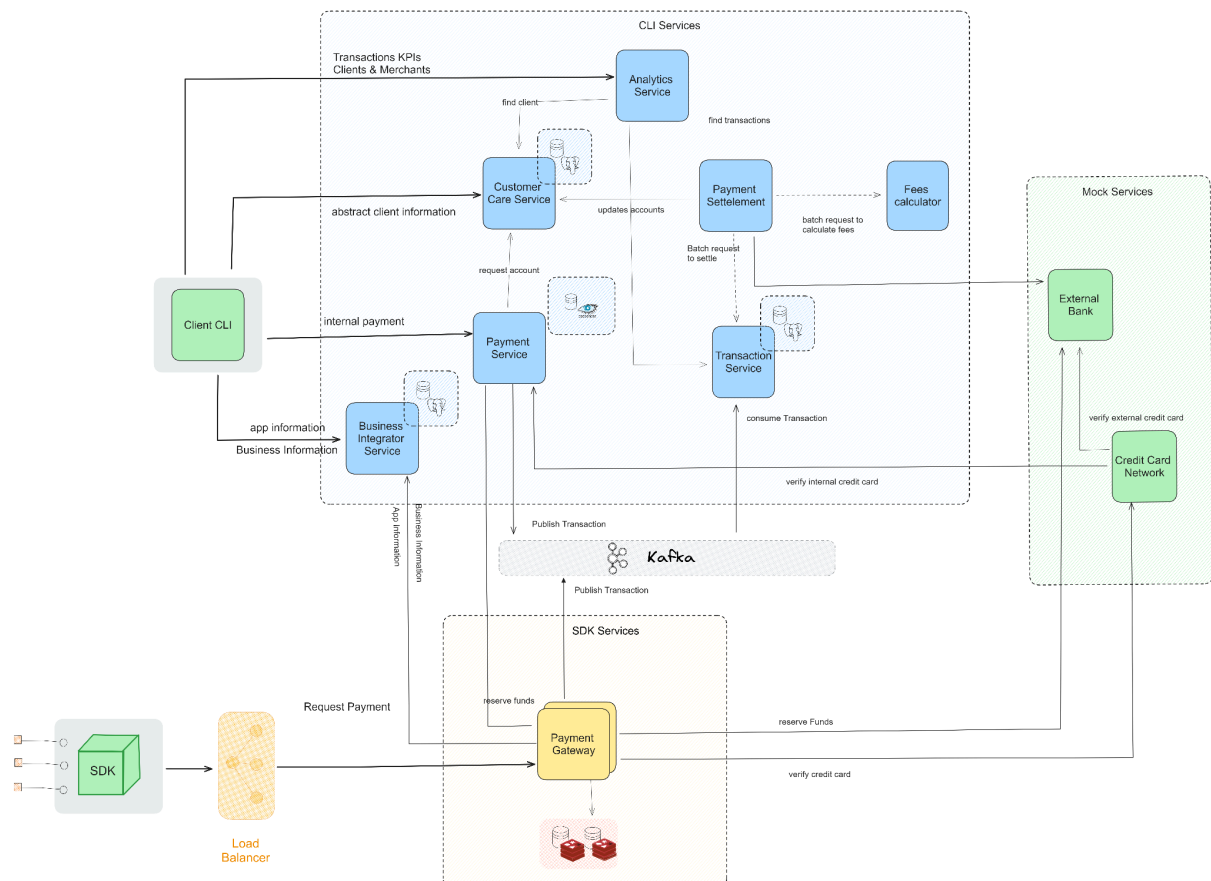 CLI Services
Transactions KPIs
Clients & Merchants
Analytics
Service
find client
find transactions
Customer
Care Service
Payment
Settelement
Fees
calculator
Mock Services
abstract client information
updates accounts
batch request to
calculate fees
Batch request
to settle
request account
External
Bank
Client CLI
internal payment
Payment
Service
Transaction
Service
app information
Business Information
Business
Integrator
Service
consume Transaction
verify external credit card
Credit Card
Network
verify internal credit card
App Information
Business Information
Publish Transaction
Kafka
Publish Transaction
SDK Services
reserve funds
Request Payment
reserve Funds
Payment
Gateway
SDK
verify credit card
Load
Balancer